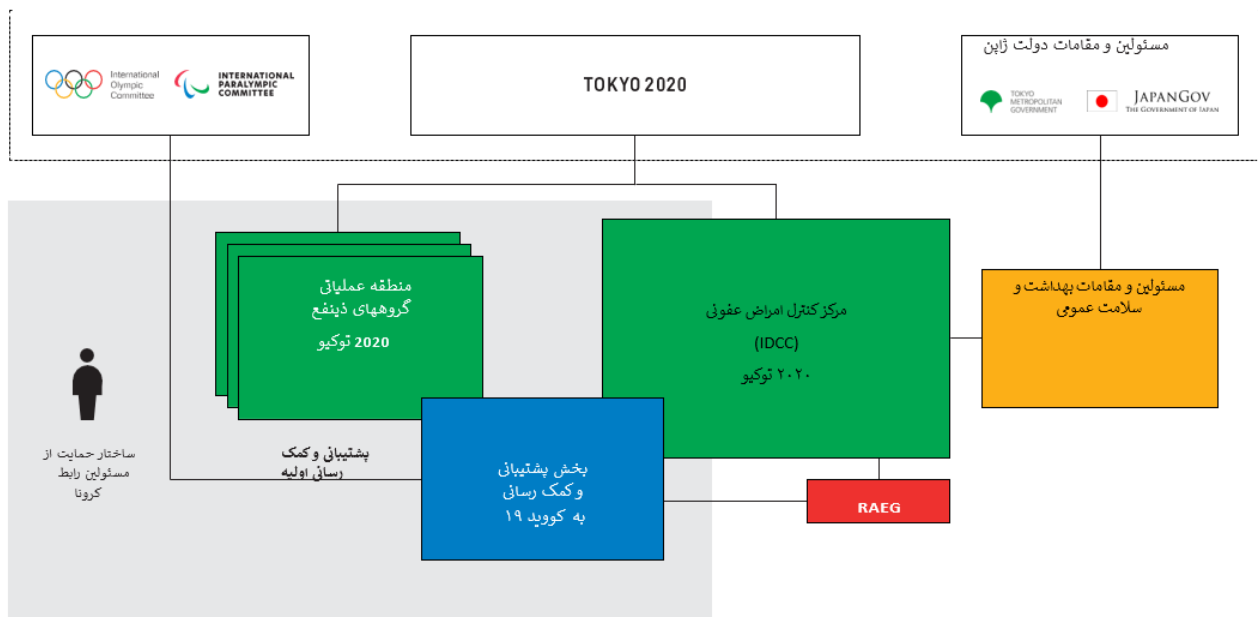 International
Olympic
Committee
INTERNATIONAL
PARALYMPIC
COMMITTEE
TOKYO 2020
مسئولین و مقامات دولت ژاپن
TOKYO
METROPOLITAN
GOVERNMENT
JAPANGOV
THE GOVERNMENT OF JAPAN
منطقه عملیاتی
گروههای ذینفع
2020 توکیو
مرکز کنترل امراض عفونی
(IDCC)
۲۰۲۰ توکیو
مسئولین و مقامات بهداشت و
سلامت عمومی
ساختار حمایت از
مسئولین رابط
کرونا
پشتیبانی و کمک
رسانی اولیه
بخش پشتیبانی
و کمک رسانی
به کووید ۱۹
RAEG